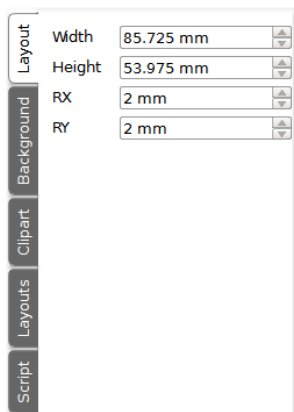 Layout
Width 85.725 mm
Height 53.975 mm
RX 2 mm
RY 2 mm
Background
Clipart
Layouts
Script